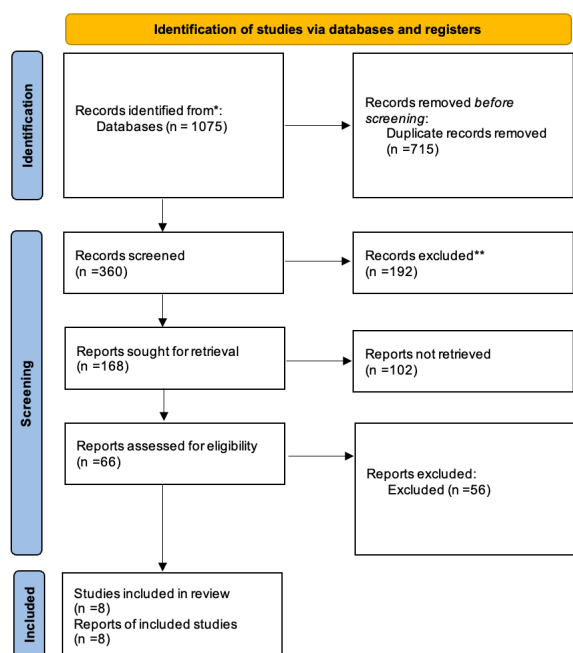 Identification of studies via databases and registers
Identification
Records identified from*:
Databases (n = 1075)
Records removed before
screening:
Duplicate records removed
(n =715)
Screening
Records screened
(n =360)
Records excluded**
(n =192)
Reports sought for retrieval
(n =168)
Reports not retrieved
(n =102)
Reports assessed for eligibility
(n =66)
Reports excluded:
Excluded (n =56)
Included
Studies included in review
(n =8)
Reports of included studies
(n =8)